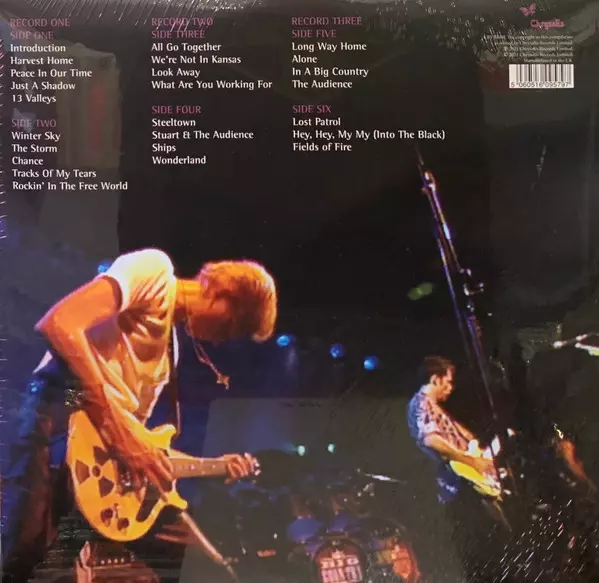 RECORD ONE
SIDE ONE
Introduction
Harvest Home
Peace In Our Time
Just A Shadow
13 Valleys
SIDE TWO
Winter Sky
The Storm
Chance
Tracks Of My Tears
Rockin' In The Free World
RECORD TWO
SIDE THREE
All Go Together
We're Not In Kansas
Look Away
What Are You Working For
SIDE FOUR
Steeltown
Stuart & The Audience
Ships
Wonderland
RECORD THREE
SIDE FIVE
Long Way Home
Alone
In A Big Country
The Audience
SIDE SIX
Lost Patrol
Hey, Hey, My My (Into The Black)
Fields of Fire
Chrysalis
5 060516 095797
BIG